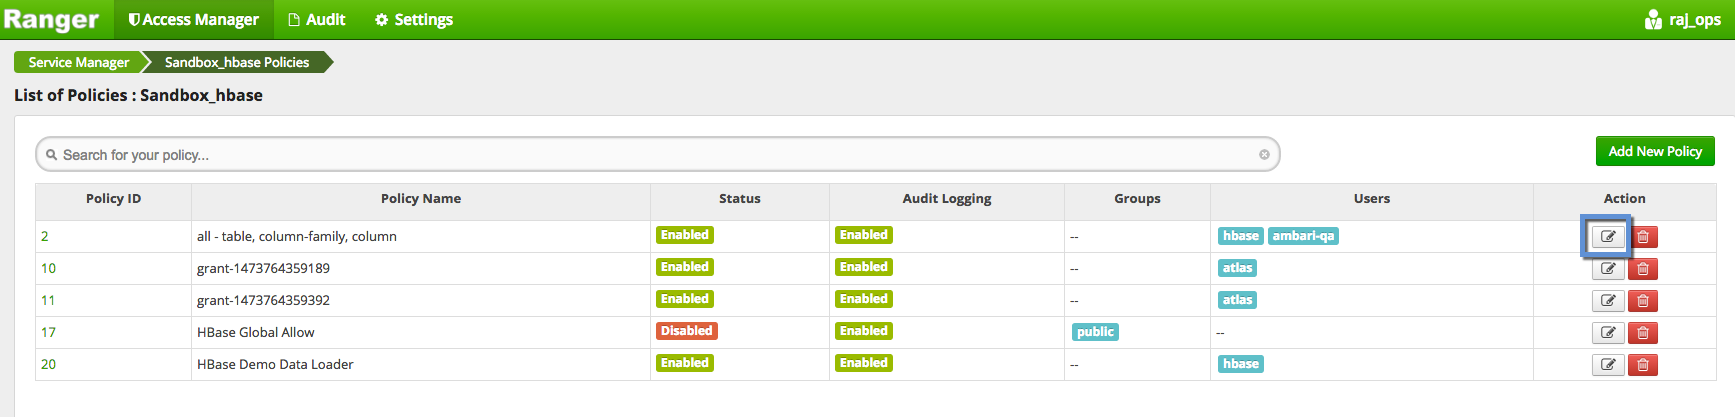 Ranger Access Manager Audit Settings raj_ops
Service Manager Sandbox_hbase Policies
List of Policies : Sandbox_hbase
Search for your policy... Add New Policy
Policy ID Policy Name Status Audit Logging Groups Users Action
2 all - table, column-family, column Enabled Enabled -- hbase ambari-qa
10 grant-1473764359189 Enabled Enabled -- atlas
11 grant-1473764359392 Enabled Enabled -- atlas
17 HBase Global Allow Disabled Enabled public --
20 HBase Demo Data Loader Enabled Enabled -- hbase